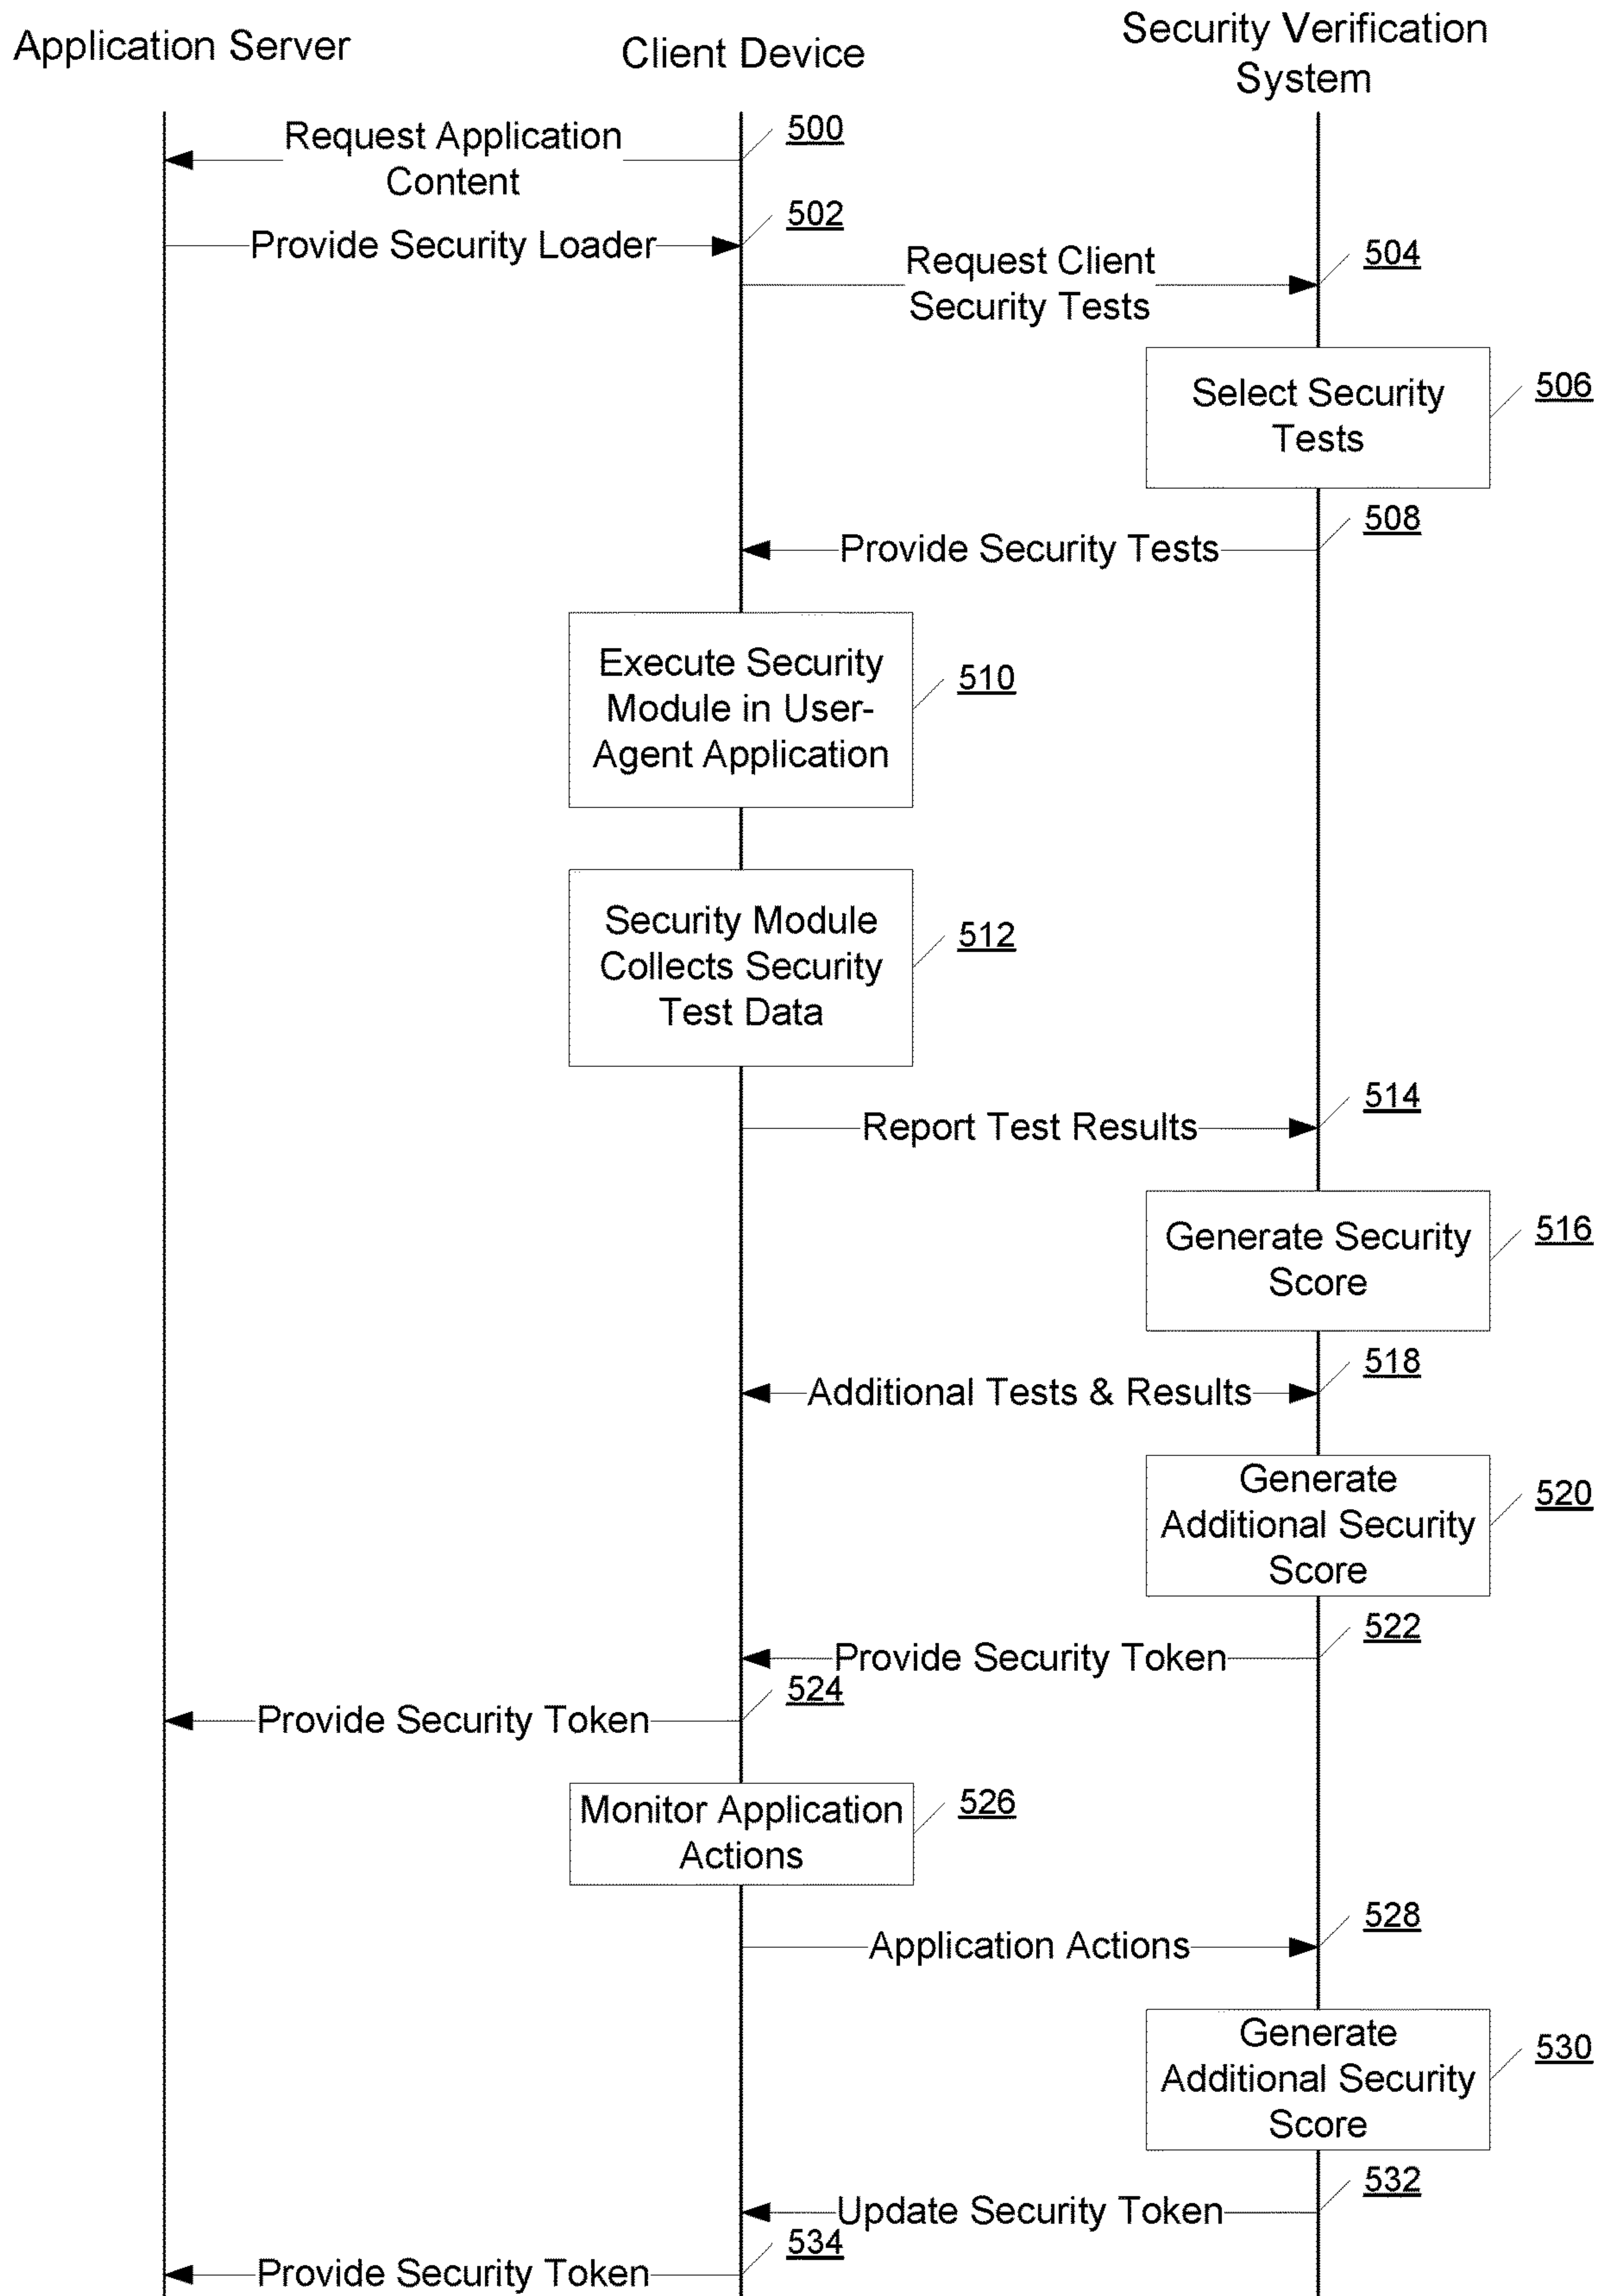 Application Server
Client Device
Security Verification
System
Request Application
Content
500
Provide Security Loader
502
Request Client
Security Tests
504
Select Security
Tests
506
Provide Security Tests
508
Execute Security
Module in User-
Agent Application
510
Security Module
Collects Security
Test Data
512
Report Test Results
514
Generate Security
Score
516
Additional Tests & Results
518
Generate
Additional Security
Score
520
Provide Security Token
522
Provide Security Token
524
Monitor Application
Actions
526
Application Actions
528
Generate
Additional Security
Score
530
Update Security Token
532
Provide Security Token
534